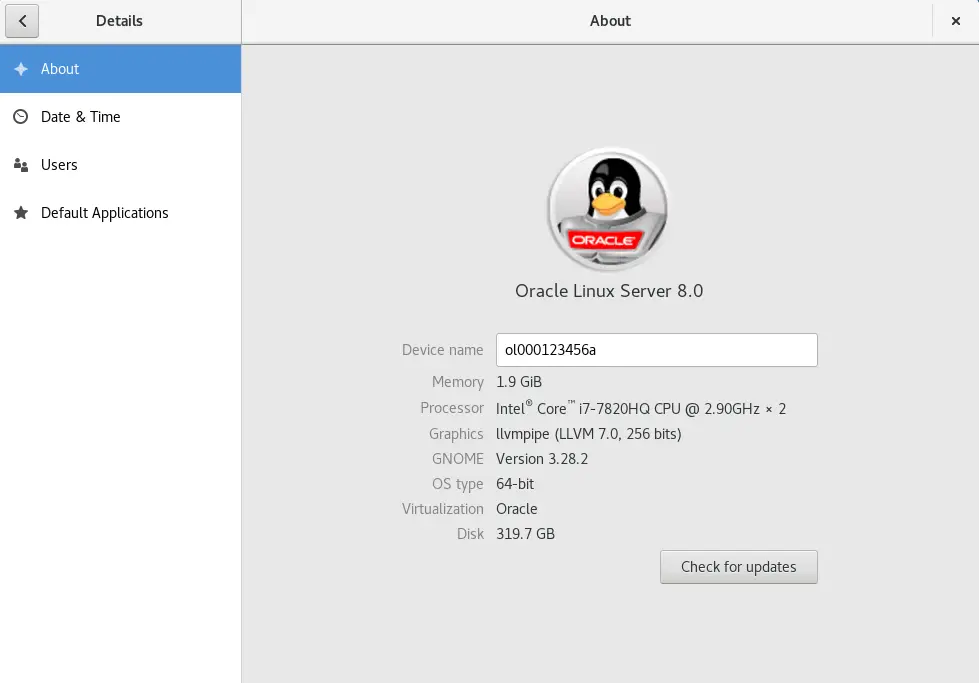 Details
About
About
Date & Time
Users
Default Applications
ORACLE
Oracle Linux Server 8.0
Device name ol000123456a
Memory 1.9 GiB
Processor Intel® Core™ i7-7820HQ CPU @ 2.90GHz × 2
Graphics llvmpipe (LLVM 7.0, 256 bits)
GNOME Version 3.28.2
OS type 64-bit
Virtualization Oracle
Disk 319.7 GB
Check for updates